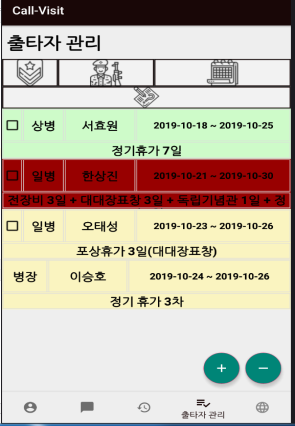 Call-Visit
출타자 관리
상병 서효원 2019-10-18 ~ 2019-10-25
정기휴가 7일
일병 한상진 2019-10-21 ~ 2019-10-30
전장비 3일 + 대대장표창 3일 + 독립기념관 1일 + 정
일병 오태성 2019-10-23 ~ 2019-10-26
포상휴가 3일(대대장표창)
병장 이승호 2019-10-24 ~ 2019-10-26
정기 휴가 3차
+ −
출타자 관리